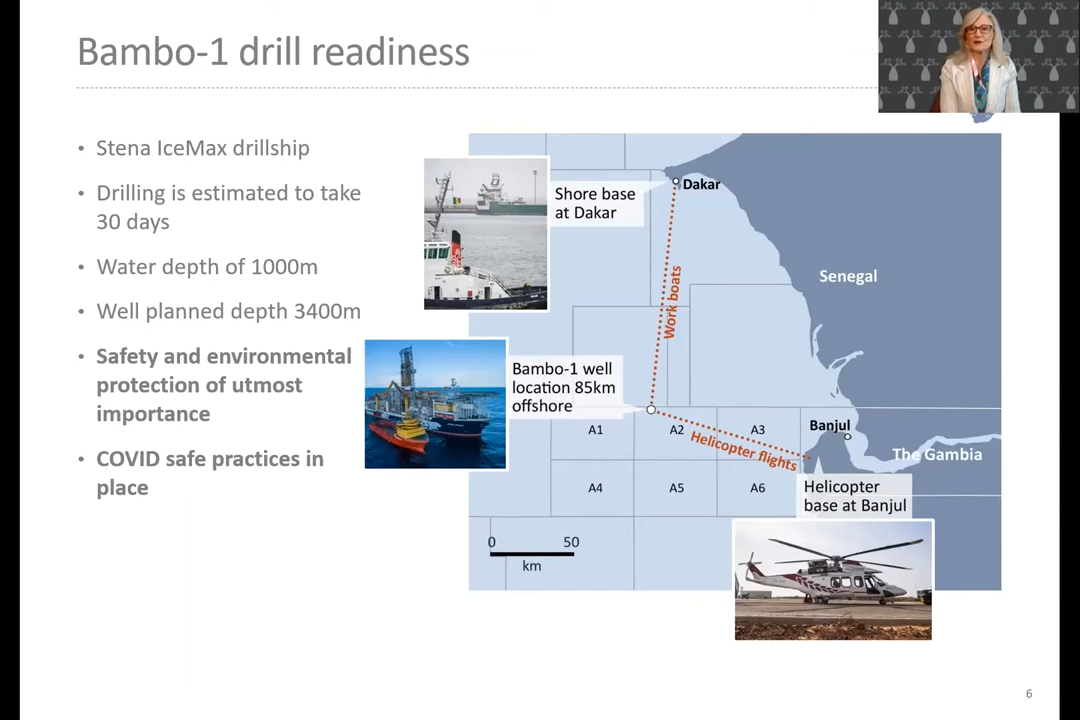 Bambo-1 drill readiness
• Stena IceMax drillship
• Drilling is estimated to take
30 days
• Water depth of 1000m
• Well planned depth 3400m
• Safety and environmental
protection of utmost
importance
• COVID safe practices in
place
Shore base
at Dakar
Dakar
Senegal
Work boats
Bambo-1 well
location 85km
offshore
A1
A2
A3
Banjul
Helicopter flights
The Gambia
A4
A5
A6
Helicopter
base at Banjul
0
50
km
6